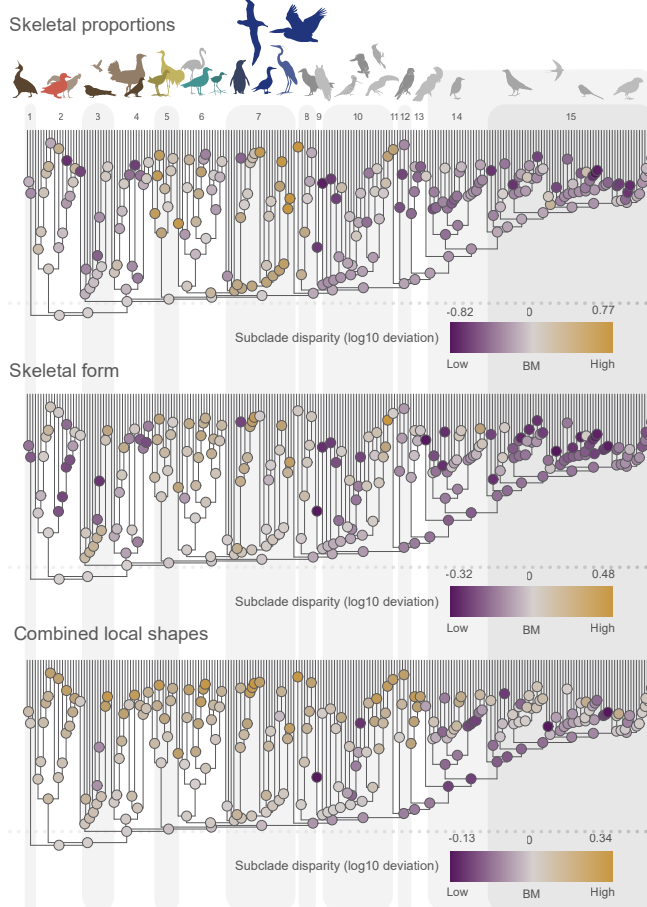 Skeletal proportions
1 2 3 4 5 6 7 8 9 10 11 12 13 14 15
-0.82 0 0.77
Subclade disparity (log10 deviation)
Low BM High
Skeletal form
-0.32 0 0.48
Subclade disparity (log10 deviation)
Low BM High
Combined local shapes
-0.13 0 0.34
Subclade disparity (log10 deviation)
Low BM High